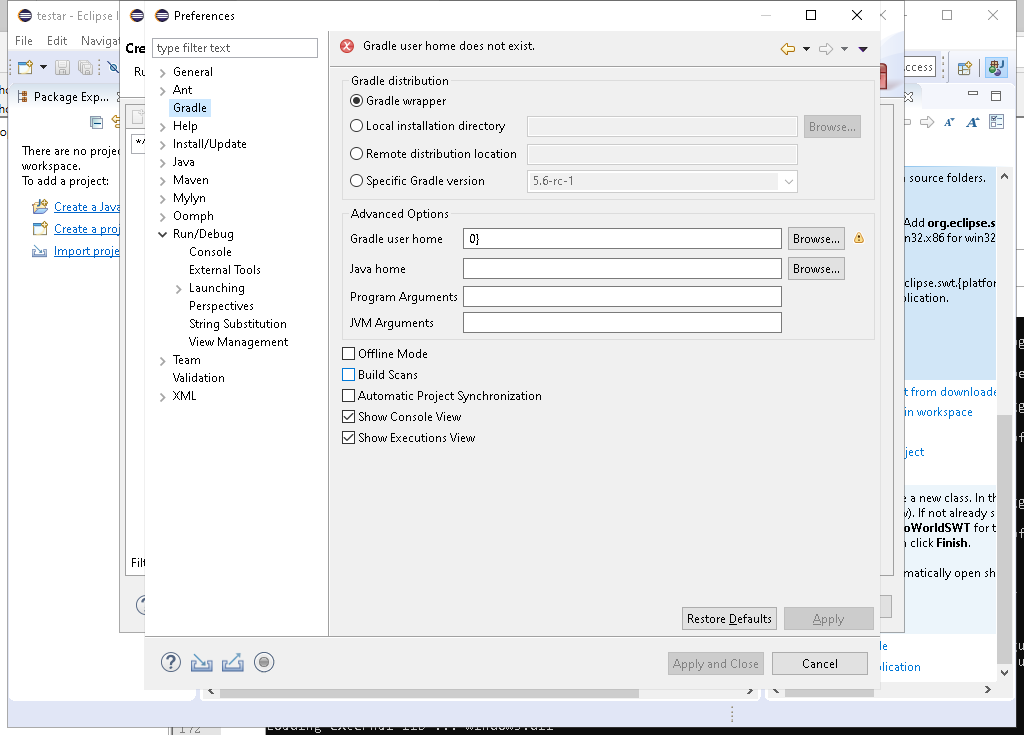 testar - Eclipse
Preferences
File Edit Navigat
Cre
type filter text
Gradle user home does not exist.
Ru
ccess
General
Ant
Gradle
Help
Install/Update
Java
Maven
Mylyn
Oomph
Run/Debug
Console
External Tools
Launching
Perspectives
String Substitution
View Management
Team
Validation
XML
Package Exp...
There are no projec
workspace.
To add a project:
Create a Java
Create a proj
Import proje
*/
Filt
Gradle distribution
Gradle wrapper
Local installation directory
Browse...
Remote distribution location
Specific Gradle version
5.6-rc-1
Advanced Options
Gradle user home
0}
Browse...
Java home
Browse...
Program Arguments
JVM Arguments
Offline Mode
Build Scans
Automatic Project Synchronization
Show Console View
Show Executions View
Restore Defaults
Apply
Apply and Close
Cancel
source folders.
Add org.eclipse.s
n32.x86 for win32
clipse.swt.{platfor
plication.
t from downloade
in workspace
ject
e a new class. In th
v). If not already s
oWorldSWT for t
click Finish.
matically open sh
le
plication
172
Loading external lib ... windows.dll